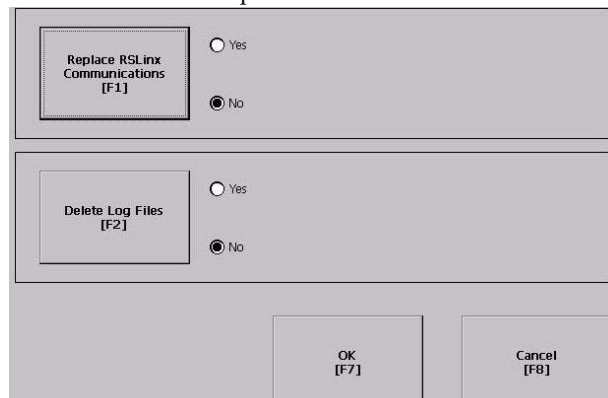 Replace RSLinx
Communications
[F1]
Yes
No
Delete Log Files
[F2]
Yes
No
OK
[F7]
Cancel
[F8]